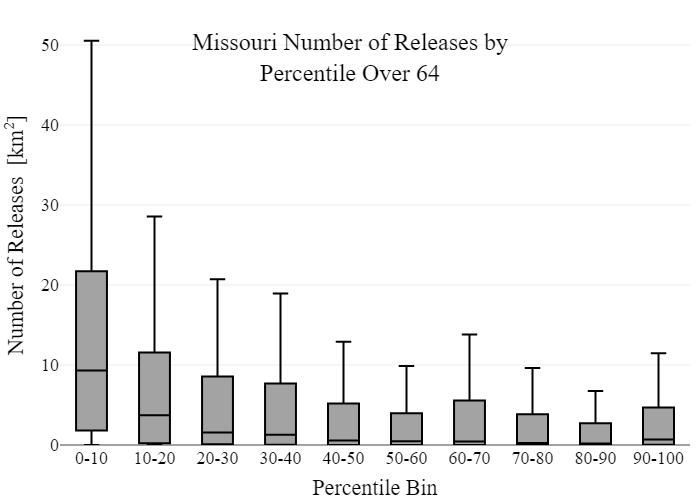 Missouri Number of Releases by
Percentile Over 64
Number of Releases [km²]
50
40
30
20
10
0
0-10 10-20 20-30 30-40 40-50 50-60 60-70 70-80 80-90 90-100
Percentile Bin